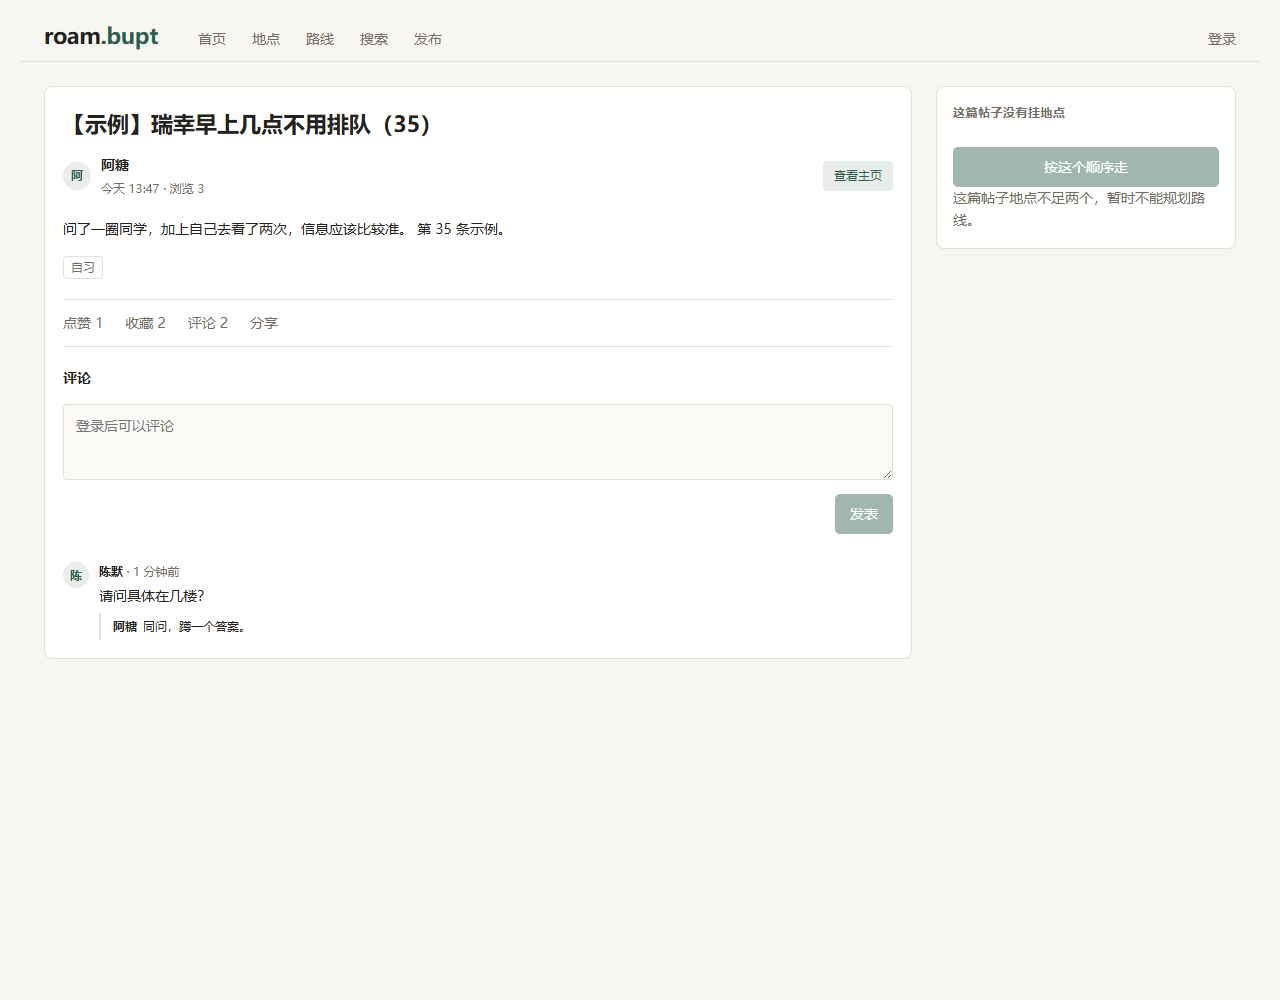 roam.bupt 首页 地点 路线 搜索 发布 登录
【示例】瑞幸早上几点不用排队（35）
阿 阿糖
今天 13:47 · 浏览 3
查看主页
问了一圈同学，加上自己去看了两次，信息应该比较准。 第 35 条示例。
自习
点赞 1 收藏 2 评论 2 分享
评论
登录后可以评论
发表
陈 陈默 · 1 分钟前
请问具体在几楼？
阿糖 同问，蹲一个答案。
这篇帖子没有挂地点
按这个顺序走
这篇帖子地点不足两个，暂时不能规划路
线。